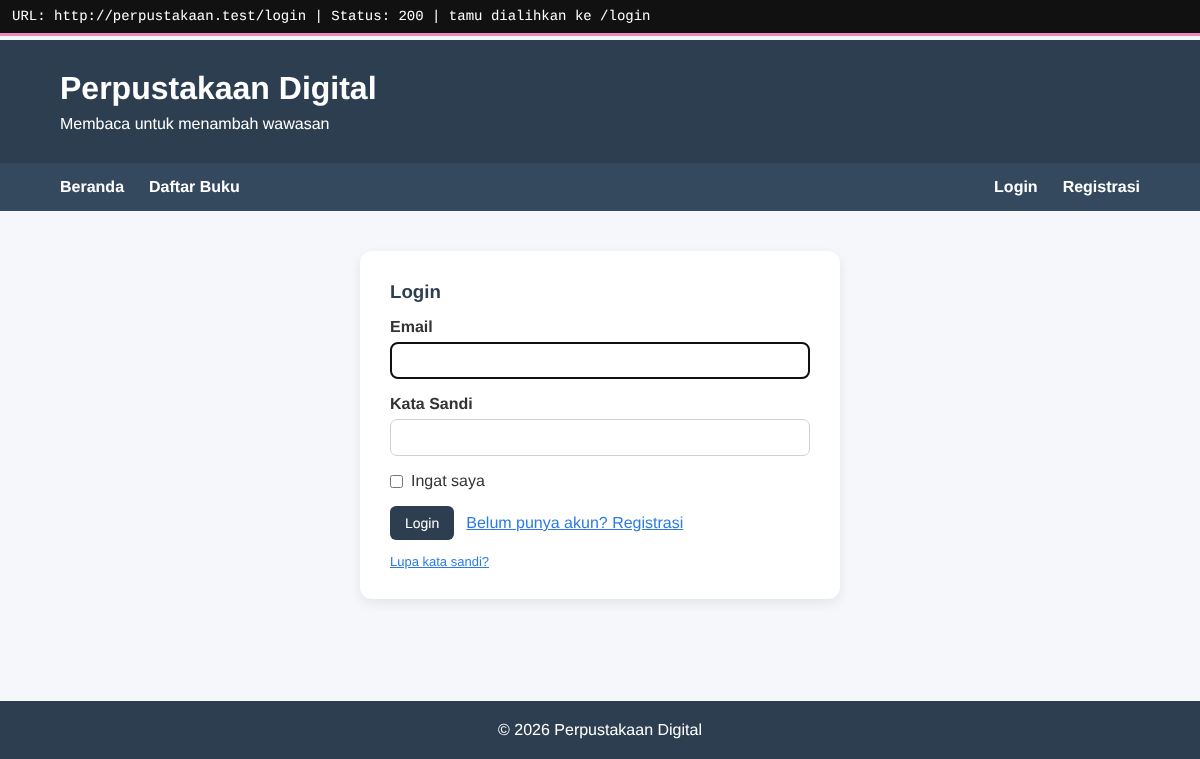 URL: http://perpustakaan.test/login | Status: 200 | tamu dialihkan ke /login
Perpustakaan Digital
Membaca untuk menambah wawasan
Beranda Daftar Buku Login Registrasi
Login
Email
Kata Sandi
Ingat saya
Login Belum punya akun? Registrasi
Lupa kata sandi?
© 2026 Perpustakaan Digital